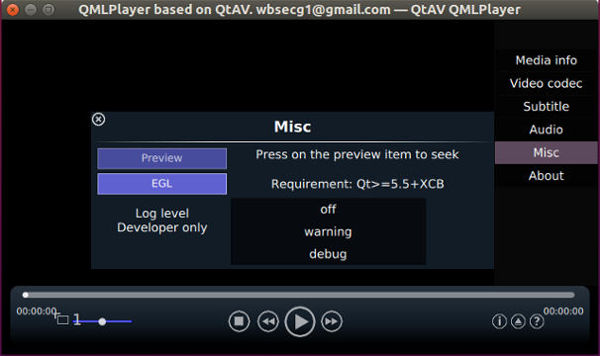 QMLPlayer based on QtAV. wbsecg1@gmail.com — QtAV QMLPlayer
Media info
Video codec
Subtitle
Audio
Misc
About
Misc
Preview
Press on the preview item to seek
EGL
Requirement: Qt>=5.5+XCB
Log level
Developer only
off
warning
debug
00:00:00
1
00:00:00
i
?